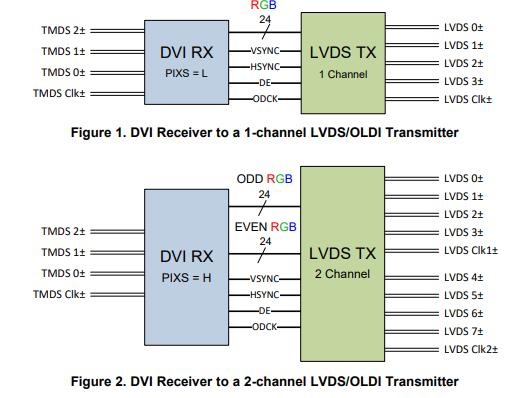 RGB
24
TMDS 2±
TMDS 1±
TMDS 0±
TMDS Clk±
DVI RX
PIXS = L
VSYNC
HSYNC
DE
ODCK
LVDS TX
1 Channel
LVDS 0±
LVDS 1±
LVDS 2±
LVDS 3±
LVDS Clk±
Figure 1. DVI Receiver to a 1-channel LVDS/OLDI Transmitter
ODD RGB
24
EVEN RGB
24
TMDS 2±
TMDS 1±
TMDS 0±
TMDS Clk±
DVI RX
PIXS = H
VSYNC
HSYNC
DE
ODCK
LVDS TX
2 Channel
LVDS 0±
LVDS 1±
LVDS 2±
LVDS 3±
LVDS Clk1±
LVDS 4±
LVDS 5±
LVDS 6±
LVDS 7±
LVDS Clk2±
Figure 2. DVI Receiver to a 2-channel LVDS/OLDI Transmitter